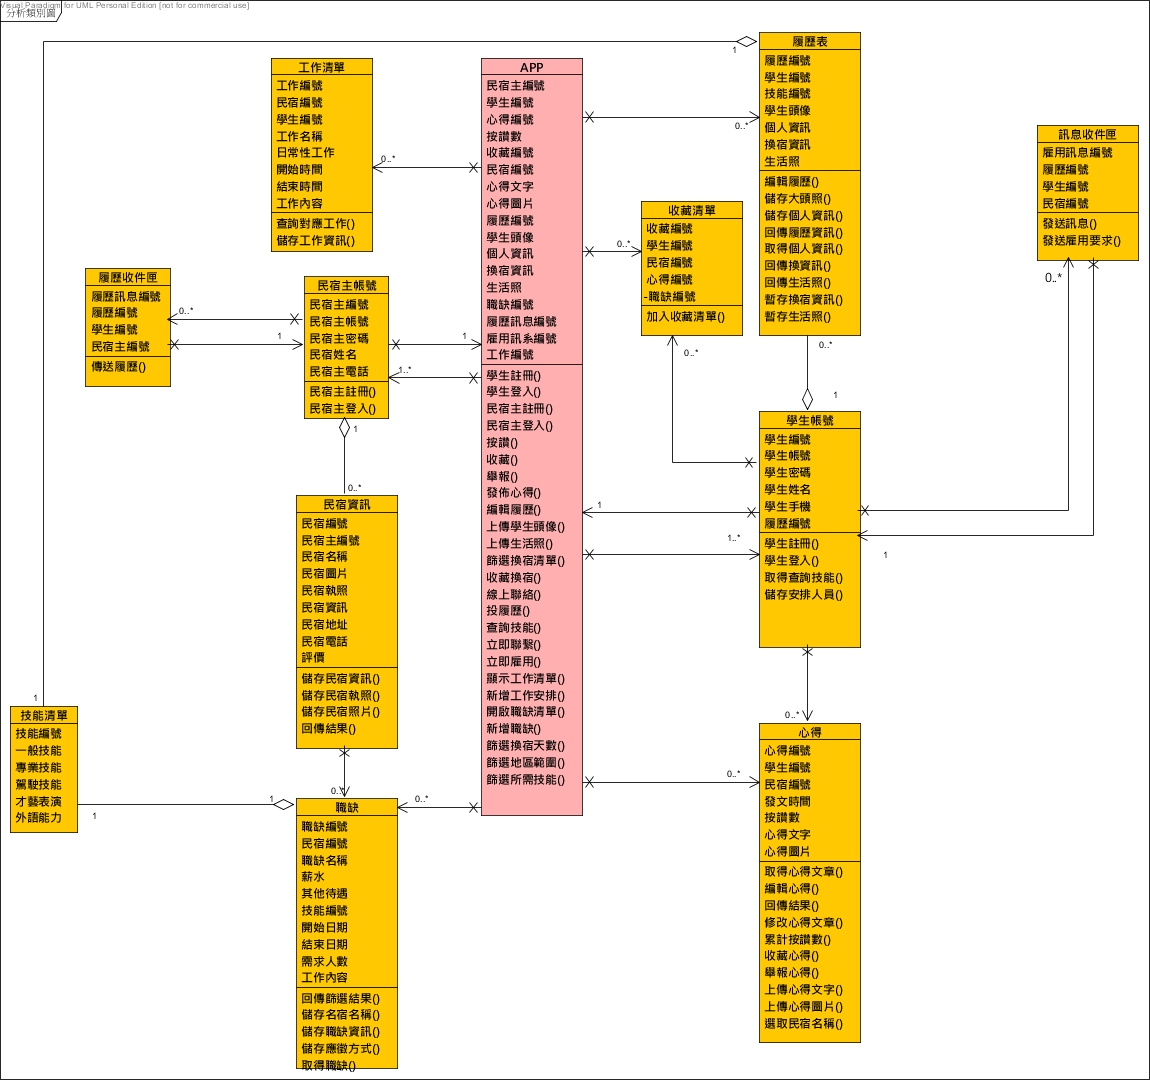 Visual Paradigm for UML Personal Edition [not for commercial use]
分析類別圖
工作清單
工作編號
民宿編號
學生編號
工作名稱
日常性工作
開始時間
結束時間
工作內容
查詢對應工作()
儲存工作資訊()
APP
民宿主編號
學生編號
心得編號
按讚數
收藏編號
民宿編號
心得文字
心得圖片
履歷編號
學生頭像
個人資訊
換宿資訊
生活照
職缺編號
履歷訊息編號
雇用訊系編號
工作編號
學生註冊()
學生登入()
民宿主註冊()
民宿主登入()
按讚()
收藏()
舉報()
發佈心得()
編輯履歷()
上傳學生頭像()
上傳生活照()
篩選換宿清單()
收藏換宿()
線上聯絡()
投履歷()
查詢技能()
立即聯繫()
立即雇用()
顯示工作清單()
新增工作安排()
開啟職缺清單()
新增職缺()
篩選換宿天數()
篩選地區範圍()
篩選所需技能()
履歷表
履歷編號
學生編號
技能編號
學生頭像
個人資訊
換宿資訊
生活照
編輯履歷()
儲存大頭照()
儲存個人資訊()
回傳履歷資訊()
取得個人資訊()
回傳換資訊()
回傳生活照()
暫存換宿資訊()
暫存生活照()
訊息收件匣
雇用訊息編號
履歷編號
學生編號
民宿編號
發送訊息()
發送雇用要求()
收藏清單
收藏編號
學生編號
民宿編號
心得編號
-職缺編號
加入收藏清單()
履歷收件匣
履歷訊息編號
履歷編號
學生編號
民宿主編號
傳送履歷()
民宿主帳號
民宿主編號
民宿主帳號
民宿主密碼
民宿姓名
民宿主電話
民宿主註冊()
民宿主登入()
學生帳號
學生編號
學生帳號
學生密碼
學生姓名
學生手機
履歷編號
學生註冊()
學生登入()
取得查詢技能()
儲存安排人員()
民宿資訊
民宿編號
民宿主編號
民宿名稱
民宿圖片
民宿執照
民宿資訊
民宿地址
民宿電話
評價
儲存民宿資訊()
儲存民宿執照()
儲存民宿照片()
回傳結果()
技能清單
技能編號
一般技能
專業技能
駕駛技能
才藝表演
外語能力
職缺
職缺編號
民宿編號
職缺名稱
薪水
其他待遇
技能編號
開始日期
結束日期
需求人數
工作內容
回傳篩選結果()
儲存名宿名稱()
儲存職缺資訊()
儲存應徵方式()
取得職缺()
心得
心得編號
學生編號
民宿編號
發文時間
按讚數
心得文字
心得圖片
取得心得文章()
編輯心得()
回傳結果()
修改心得文章()
累計按讚數()
收藏心得()
舉報心得()
上傳心得文字()
上傳心得圖片()
選取民宿名稱()
1
0..*
0..*
0..*
0..*
0..*
1
1
1..*
0..*
0..*
1
1
0..*
1
1..*
1
1
0..*
0..*
0..*
0..*
1
0..*
1